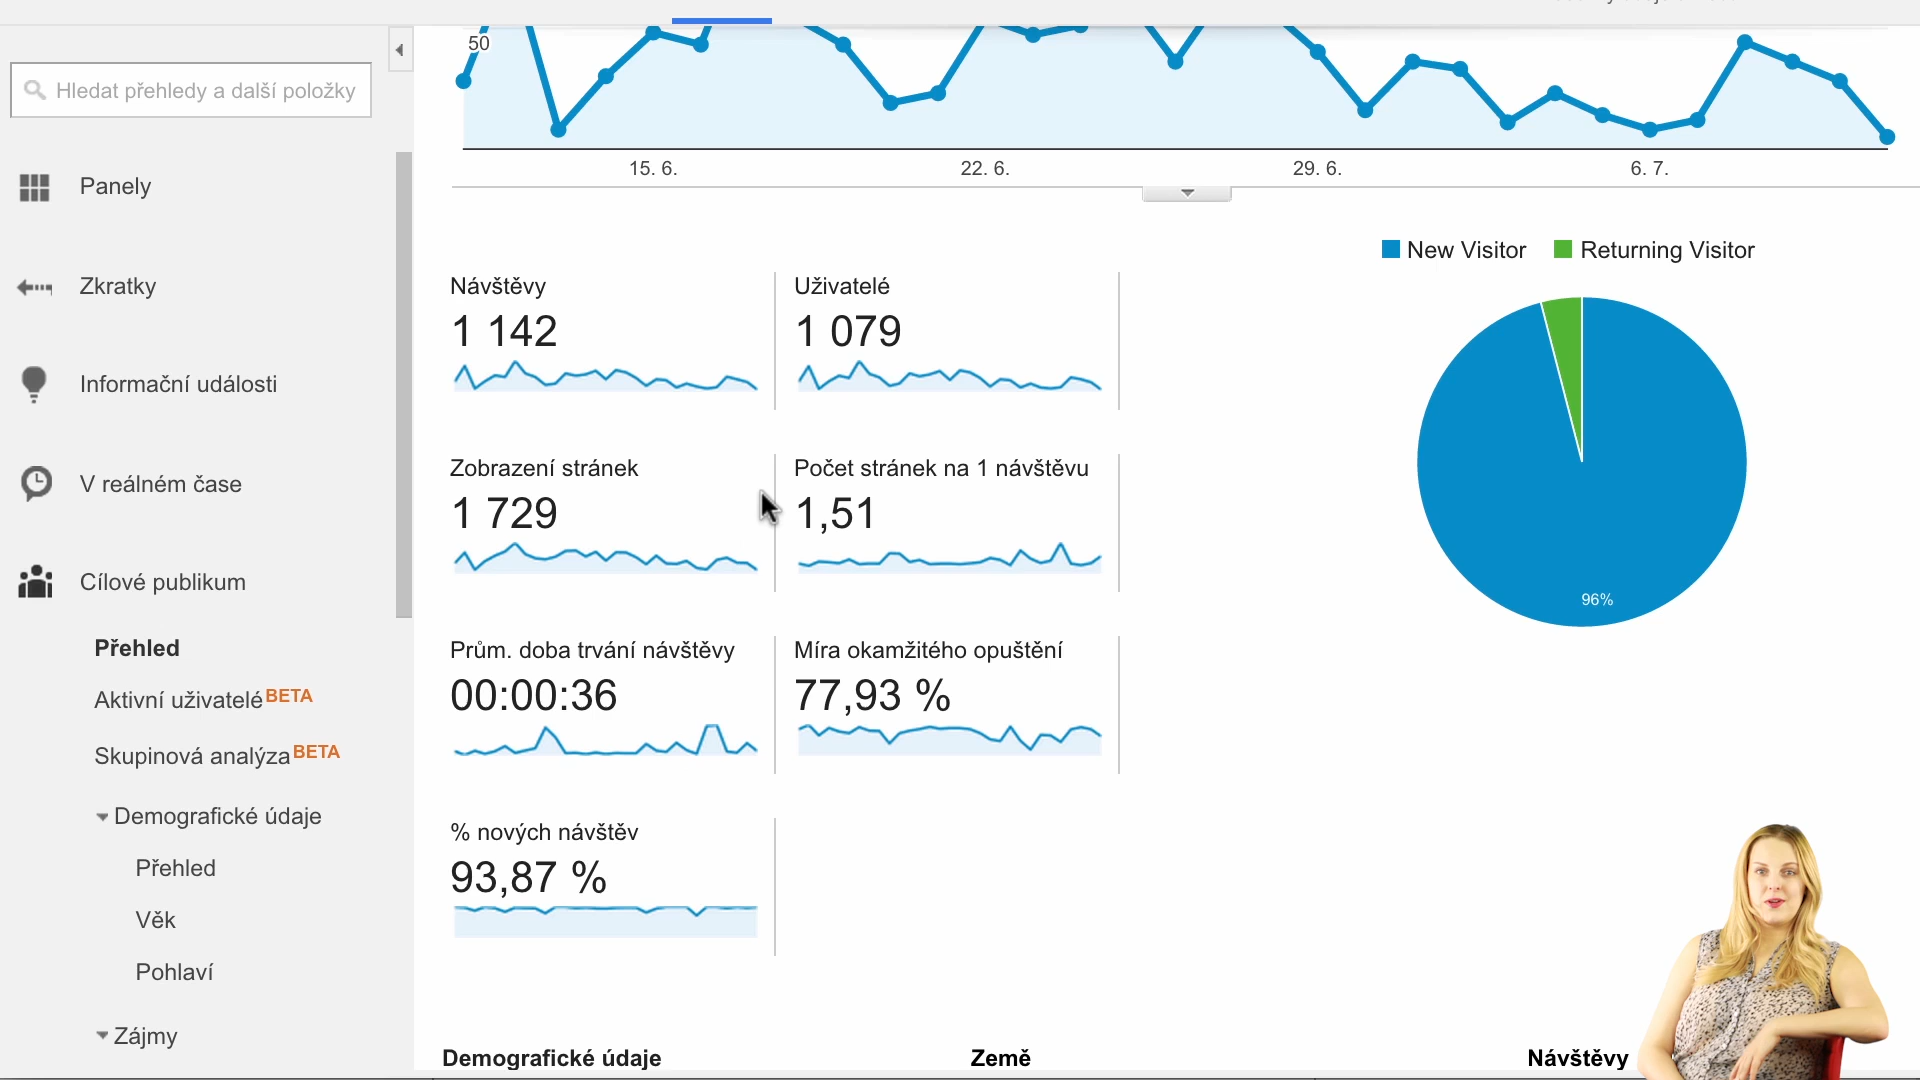 50
Hledat přehledy a další položky
15. 6.
22. 6.
29. 6.
6. 7.
Panely
Zkratky
Informační události
V reálném čase
Cílové publikum
Přehled
Aktivní uživatelé BETA
Skupinová analýza BETA
Demografické údaje
Přehled
Věk
Pohlaví
Zájmy
Návštěvy
1 142
Uživatelé
1 079
Zobrazení stránek
1 729
Počet stránek na 1 návštěvu
1,51
Prům. doba trvání návštěvy
00:00:36
Míra okamžitého opuštění
77,93 %
% nových návštěv
93,87 %
New Visitor
Returning Visitor
96%
Demografické údaje
Země
Návštěvy